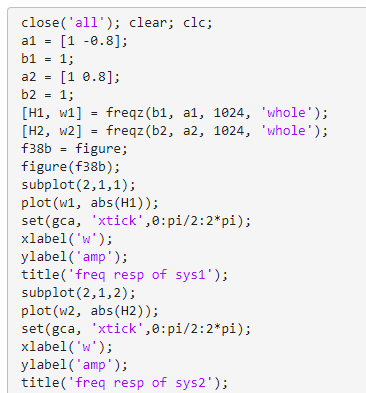 close('all'); clear; clc;
a1 = [1 -0.8];
b1 = 1;
a2 = [1 0.8];
b2 = 1;
[H1, w1] = freqz(b1, a1, 1024, 'whole');
[H2, w2] = freqz(b2, a2, 1024, 'whole');
f38b = figure;
figure(f38b);
subplot(2,1,1);
plot(w1, abs(H1));
set(gca, 'xtick',0:pi/2:2*pi);
xlabel('w');
ylabel('amp');
title('freq resp of sys1');
subplot(2,1,2);
plot(w2, abs(H2));
set(gca, 'xtick',0:pi/2:2*pi);
xlabel('w');
ylabel('amp');
title('freq resp of sys2');